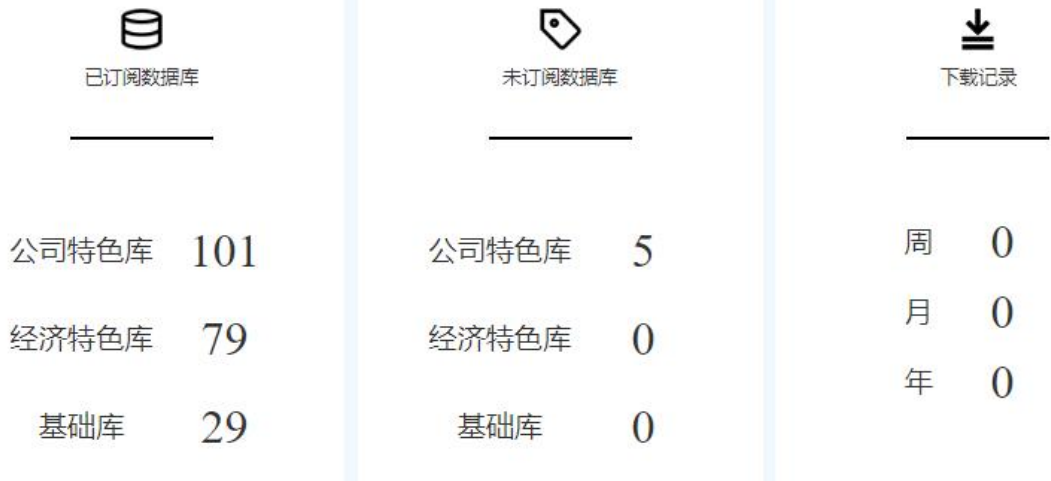 已订阅数据库
公司特色库 101
经济特色库 79
基础库 29
未订阅数据库
公司特色库 5
经济特色库 0
基础库 0
下载记录
周 0
月 0
年 0